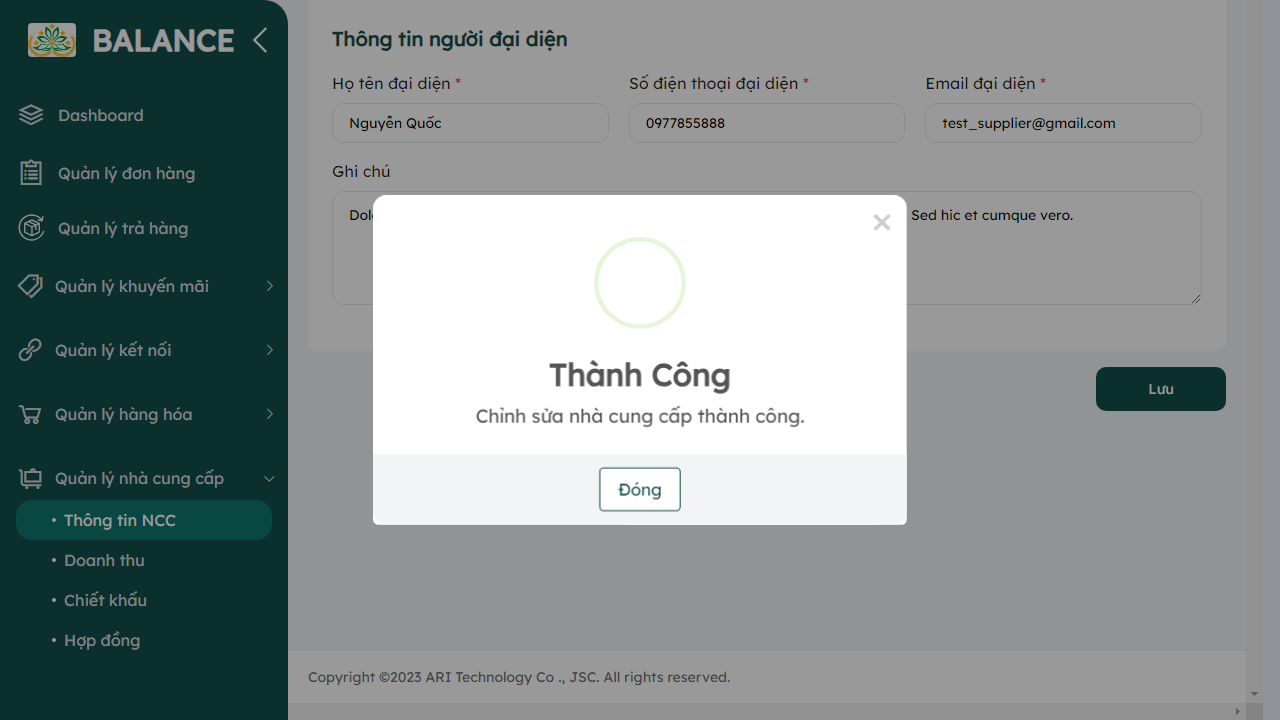 BALANCE
Dashboard
Quản lý đơn hàng
Quản lý trả hàng
Quản lý khuyến mãi
Quản lý kết nối
Quản lý hàng hóa
Quản lý nhà cung cấp
• Thông tin NCC
• Doanh thu
• Chiết khấu
• Hợp đồng
Thông tin người đại diện
Họ tên đại diện *
Số điện thoại đại diện *
Email đại diện *
Nguyễn Quốc
0977855888
test_supplier@gmail.com
Ghi chú
Sed hic et cumque vero.
×
Thành Công
Chỉnh sửa nhà cung cấp thành công.
Đóng
Lưu
Copyright ©2023 ARI Technology Co ., JSC. All rights reserved.